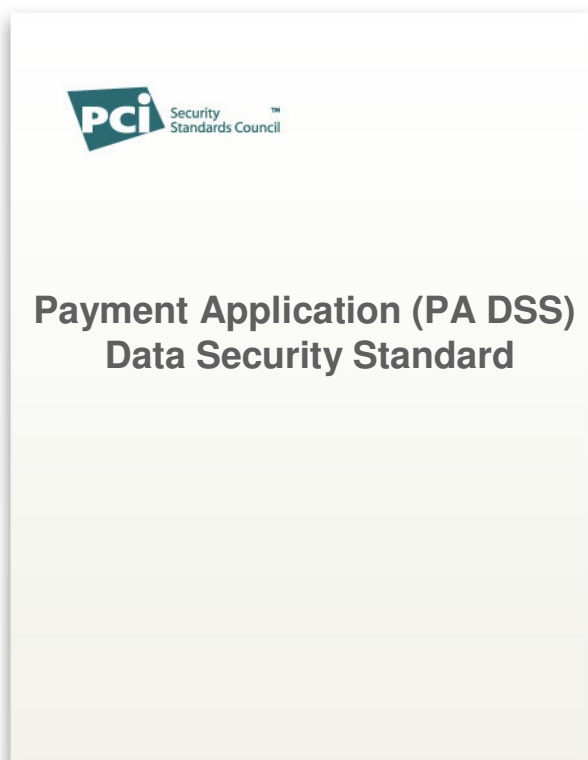 PCi Security ™
Standards Council
Payment Application (PA DSS)
Data Security Standard